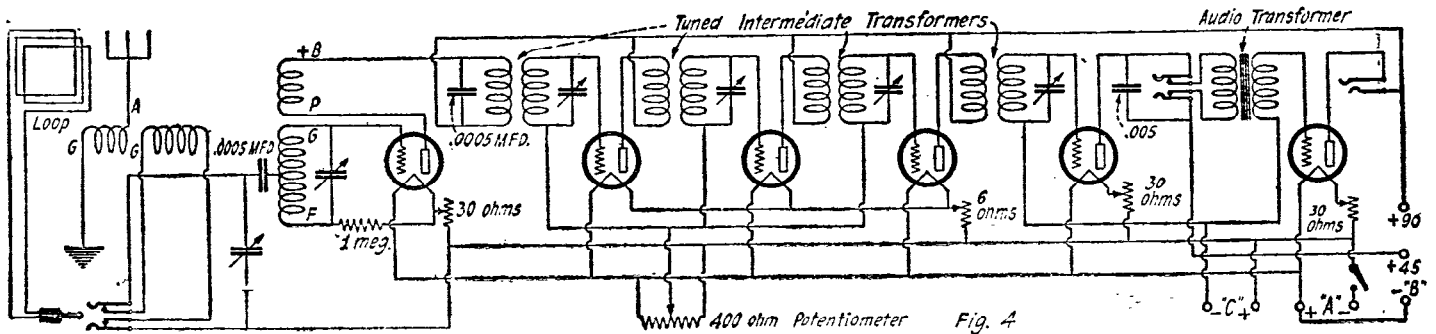 Tuned Intermediate Transformers
Audio Transformer
+B
P
A
Loop
G
G
.0005 MFD
G
F
1 meg.
30 ohms
.0005 MFD.
6 ohms
.005
30 ohms
30 ohms
+90
+45
-"B"
-"C"+
+"A"-
400 ohm Potentiometer
Fig. 4